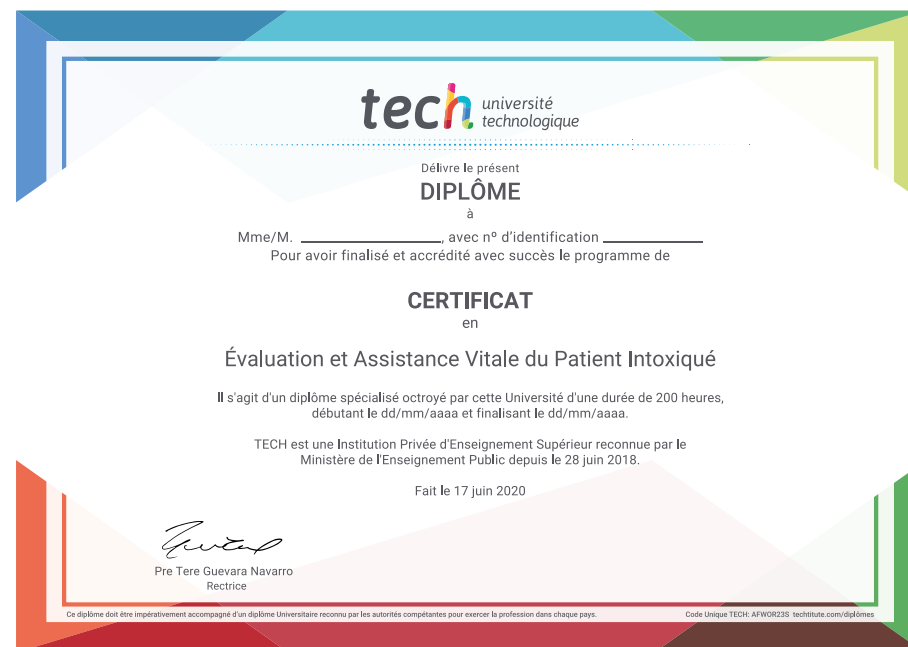 tech université
technologique
Délivre le présent
DIPLÔME
à
Mme/M. ____________________, avec nº d’identification ______________
Pour avoir finalisé et accrédité avec succès le programme de
CERTIFICAT
en
Évaluation et Assistance Vitale du Patient Intoxiqué
Il s'agit d'un diplôme spécialisé octroyé par cette Université d'une durée de 200 heures,
débutant le dd/mm/aaaa et finalisant le dd/mm/aaaa.
TECH est une Institution Privée d'Enseignement Supérieur reconnue par le
Ministère de l'Enseignement Public depuis le 28 juin 2018.
Fait le 17 juin 2020
Pre Tere Guevara Navarro
Rectrice
Ce diplôme doit être impérativement accompagné d'un diplôme Universitaire reconnu par les autorités compétantes pour exercer la profession dans chaque pays. Code Unique TECH: AFWOR23S techtitute.com/diplômes